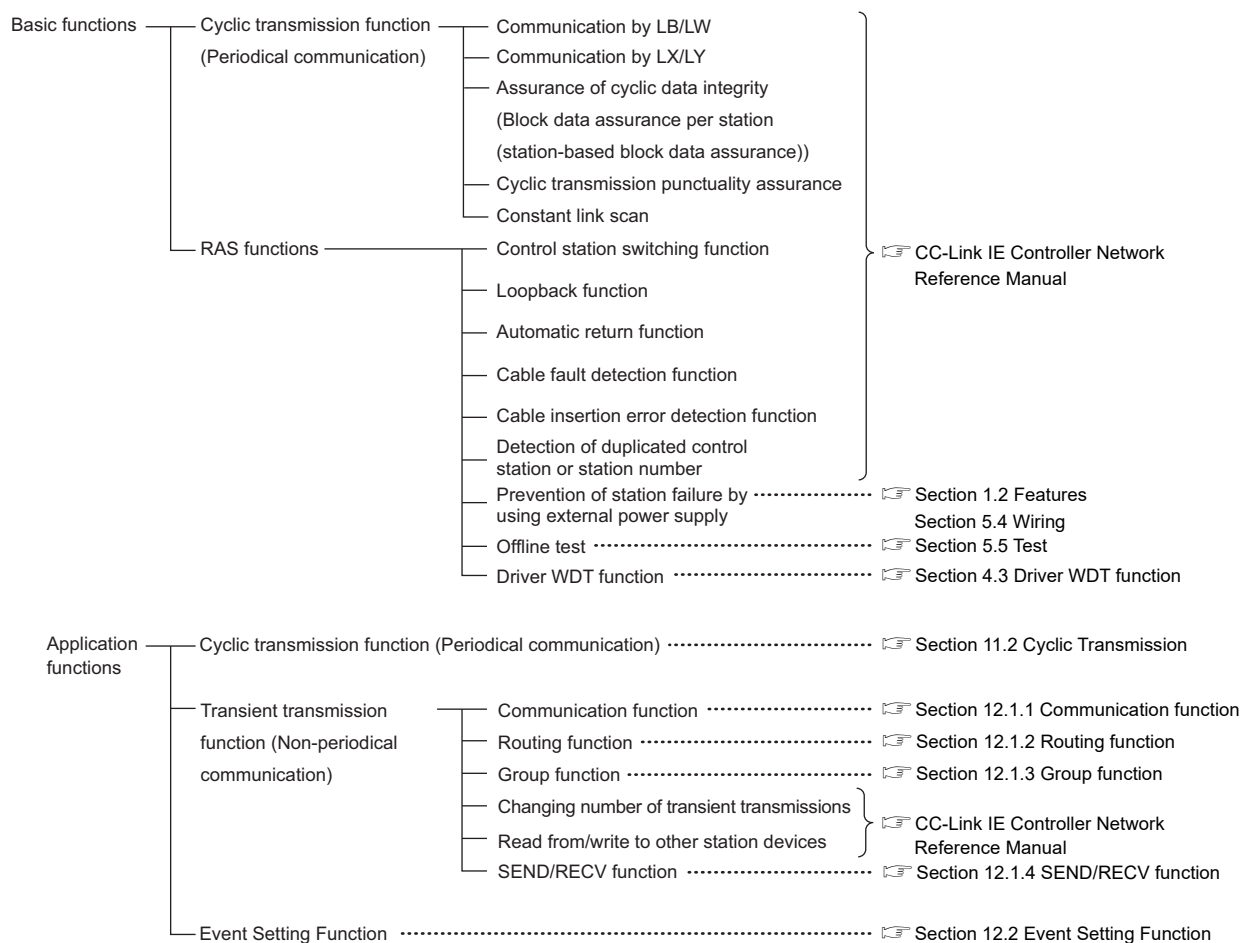 Basic functions
Cyclic transmission function
(Periodical communication)
Communication by LB/LW
Communication by LX/LY
Assurance of cyclic data integrity
(Block data assurance per station
(station-based block data assurance))
Cyclic transmission punctuality assurance
Constant link scan
RAS functions
Control station switching function
Loopback function
Automatic return function
Cable fault detection function
Cable insertion error detection function
Detection of duplicated control
station or station number
CC-Link IE Controller Network
Reference Manual
Prevention of station failure by
using external power supply
Section 1.2 Features
Section 5.4 Wiring
Offline test
Section 5.5 Test
Driver WDT function
Section 4.3 Driver WDT function
Application
functions
Cyclic transmission function (Periodical communication)
Section 11.2 Cyclic Transmission
Transient transmission
function (Non-periodical
communication)
Communication function
Section 12.1.1 Communication function
Routing function
Section 12.1.2 Routing function
Group function
Section 12.1.3 Group function
Changing number of transient transmissions
Read from/write to other station devices
CC-Link IE Controller Network
Reference Manual
SEND/RECV function
Section 12.1.4 SEND/RECV function
Event Setting Function
Section 12.2 Event Setting Function